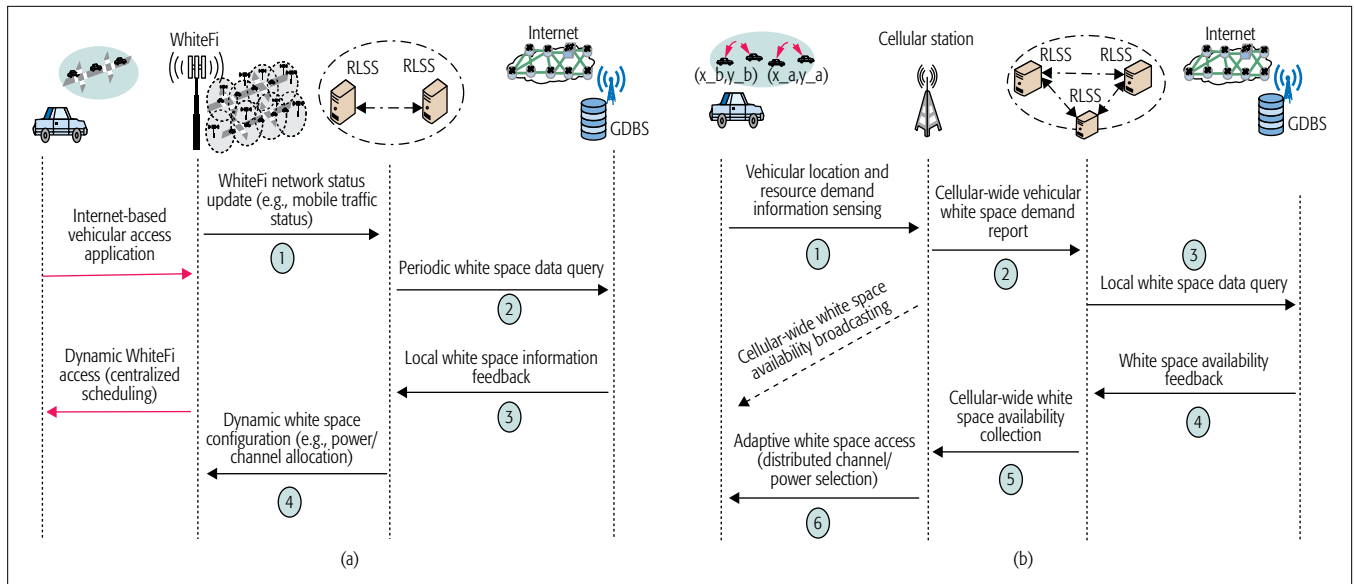 WhiteFi
RLSS
RLSS
Internet
GDBS
WhiteFi network status
update (e.g., mobile traffic
status)
1
Internet-based
vehicular access
application
Periodic white space data query
2
Dynamic WhiteFi
access (centralized
scheduling)
Local white space information
feedback
3
Dynamic white space
configuration (e.g., power/
channel allocation)
4
(a)
(x_b,y_b) (x_a,y_a)
Cellular station
RLSS
Internet
GDBS
Vehicular location and
resource demand
information sensing
1
Cellular-wide vehicular
white space demand
report
2
3
Local white space data query
Cellular-wide white space
availability broadcasting
White space availability
feedback
4
Cellular-wide white
space availability
collection
5
Adaptive white space access
(distributed channel/
power selection)
6
(b)